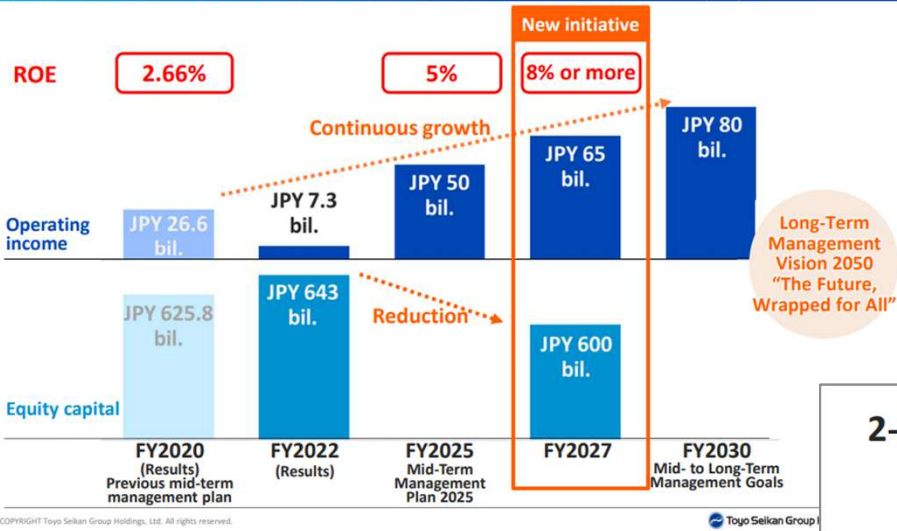 New initiative
ROE
2.66%
5%
8% or more
Continuous growth
JPY 80
bil.
JPY 65
bil.
JPY 50
bil.
JPY 7.3
bil.
JPY 26.6
bil.
Operating
income
Long-Term
Management
Vision 2050
"The Future,
Wrapped for All"
JPY 643
bil.
JPY 625.8
bil.
Reduction
JPY 600
bil.
Equity capital
2-
FY2020
(Results)
Previous mid-term
management plan
FY2022
(Results)
FY2025
Mid-Term
Management
Plan 2025
FY2027
FY2030
Mid- to Long-Term
Management Goals
COPYRIGHT Toyo Seikan Group Holdings, Ltd. All rights reserved.
Toyo Seikan Group